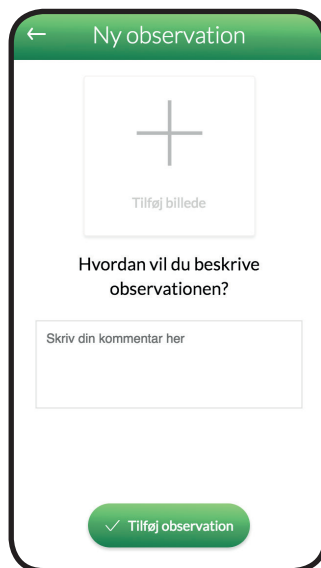 Ny observation
Tilføj billede
Hvordan vil du beskrive
observationen?
Skriv din kommentar her
Tilføj observation